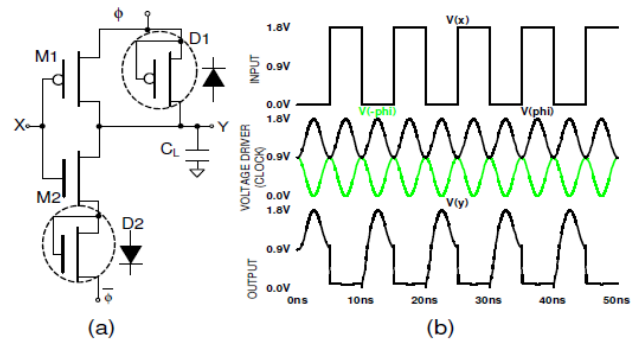 ϕ
D1
M1
X
Y
C_L
M2
D2
ϕ̅
(a)
V(x)
1.8V
INPUT
0.9V
0.0V
V(-phi)
V(phi)
1.8V
VOLTAGE DRIVER
(CLOCK)
0.9V
0.0V
V(y)
1.8V
OUTPUT
0.9V
0.0V
0ns
10ns
20ns
30ns
40ns
50ns
(b)